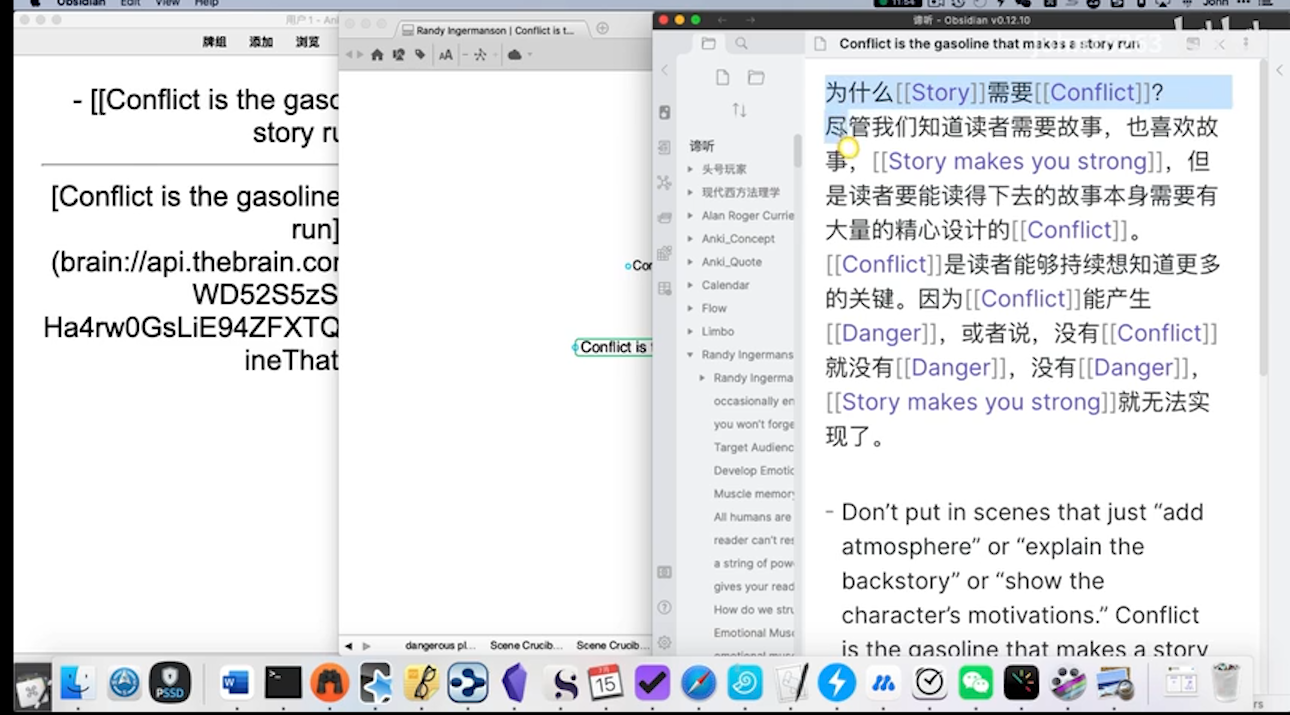 Obsidian Edit View Help
用户 1 - Anl
牌组 添加 浏览
- [[Conflict is the gasc
story ru
[Conflict is the gasoline
run]
(brain://api.thebrain.cor
WD52S5zS
Ha4rw0GsLiE94ZFXTQ
ineThat
Randy Ingermanson | Conflict is t...
AA
Cor
Conflict is t
dangerous pl... Scene Crucib... Scene Crucib...
谛听 - Obsidian v0.12.10
Conflict is the gasoline that makes a story run
谛听
头号玩家
现代西方法理学
Alan Roger Currie
Anki_Concept
Anki_Quote
Calendar
Flow
Limbo
Randy Ingermans
Randy Ingerma
occasionally en
you won't forge
Target Audienc
Develop Emotic
Muscle memory
All humans are
reader can't res
a string of pow
gives your read
How do we stru
Emotional Musc
emotional musc
为什么[[Story]]需要[[Conflict]]?
尽管我们知道读者需要故事，也喜欢故
事，[[Story makes you strong]]，但
是读者要能读得下去的故事本身需要有
大量的精心设计的[[Conflict]]。
[[Conflict]]是读者能够持续想知道更多
的关键。因为[[Conflict]]能产生
[[Danger]]，或者说，没有[[Conflict]]
就没有[[Danger]]，没有[[Danger]]，
[[Story makes you strong]]就无法实
现了。
- Don't put in scenes that just “add
atmosphere” or “explain the
backstory” or “show the
character's motivations.” Conflict
is the gasoline that makes a story
PSSD
7月
15